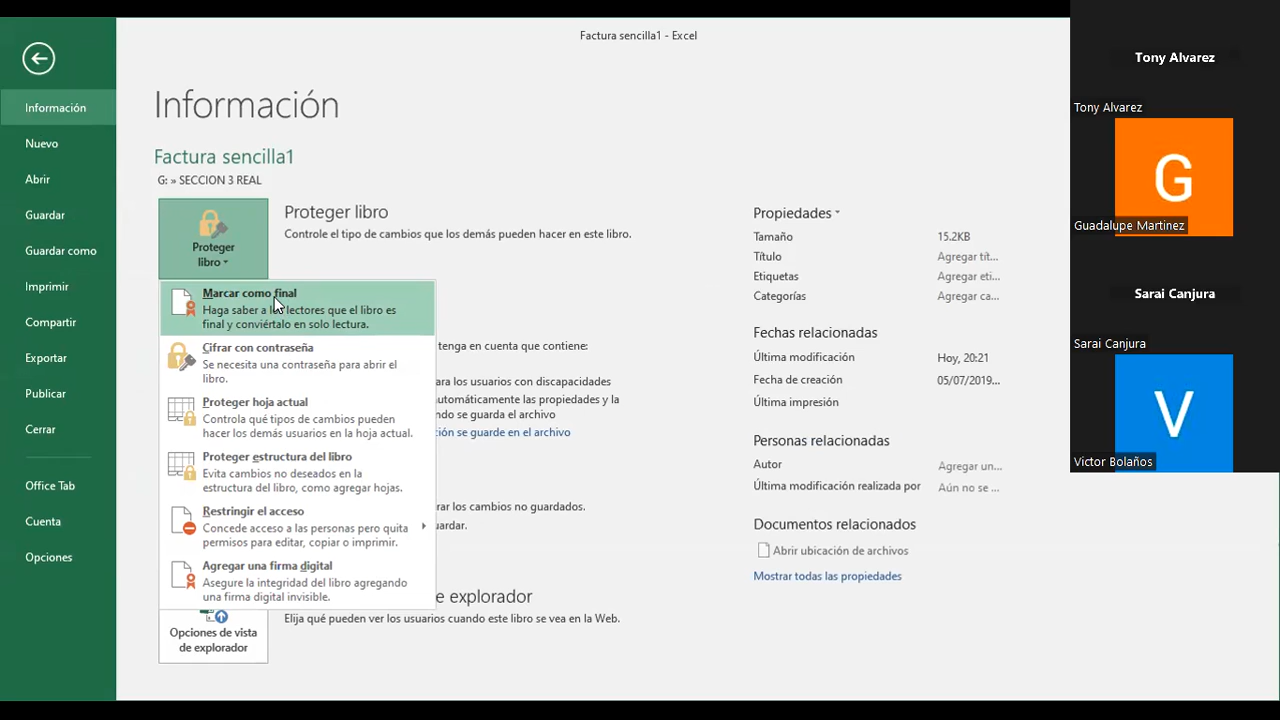 Factura sencilla1 - Excel
Información
Nuevo
Abrir
Guardar
Guardar como
Imprimir
Compartir
Exportar
Publicar
Cerrar
Office Tab
Cuenta
Opciones
Información
Factura sencilla1
G: » SECCION 3 REAL
Proteger
libro
Proteger libro
Controle el tipo de cambios que los demás pueden hacer en este libro.
Marcar como final
Haga saber a los lectores que el libro es
final y conviértalo en solo lectura.
Cifrar con contraseña
Se necesita una contraseña para abrir el
libro.
Proteger hoja actual
Controla qué tipos de cambios pueden
hacer los demás usuarios en la hoja actual.
Proteger estructura del libro
Evita cambios no deseados en la
estructura del libro, como agregar hojas.
Restringir el acceso
Concede acceso a las personas pero quita
permisos para editar, copiar o imprimir.
Agregar una firma digital
Asegure la integridad del libro agregando
una firma digital invisible.
tenga en cuenta que contiene:
ara los usuarios con discapacidades
automáticamente las propiedades y la
ndo se guarda el archivo
ión se guarde en el archivo
rar los cambios no guardados.
ardar.
e explorador
Elija qué pueden ver los usuarios cuando este libro se vea en la Web.
Opciones de vista
de explorador
Propiedades
Tamaño 15.2KB
Título Agregar tít...
Etiquetas Agregar eti...
Categorías Agregar ca...
Fechas relacionadas
Última modificación Hoy, 20:21
Fecha de creación 05/07/2019...
Última impresión
Personas relacionadas
Autor Agregar un...
Última modificación realizada por Aún no se ...
Documentos relacionados
Abrir ubicación de archivos
Mostrar todas las propiedades
Tony Alvarez
Tony Alvarez
G
Guadalupe Martinez
Sarai Canjura
Sarai Canjura
V
Victor Bolaños